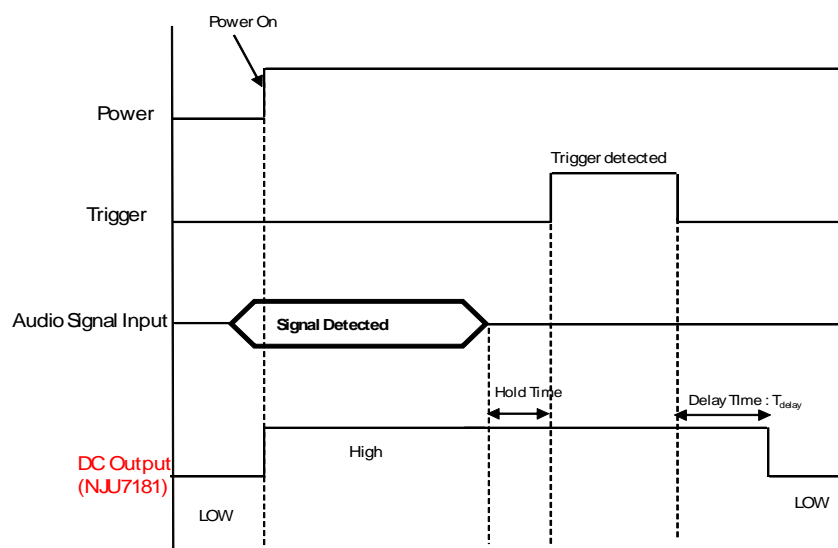 Power On
Power
Trigger detected
Trigger
Audio Signal Input
Signal Detected
Hold Time
Delay TIme : Tdelay
High
DC Output
(NJU7181)
LOW
LOW